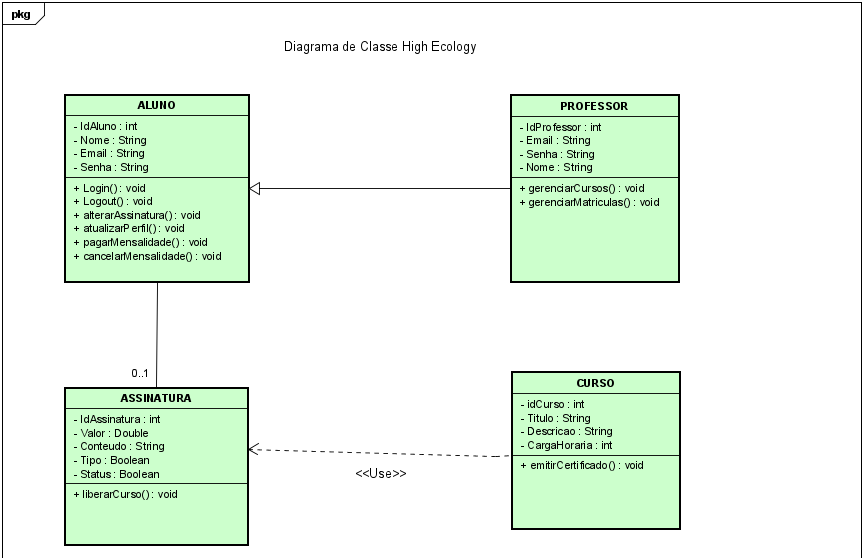 pkg
Diagrama de Classe High Ecology
ALUNO
- IdAluno : int
- Nome : String
- Email : String
- Senha : String
+ Login() : void
+ Logout() : void
+ alterarAssinatura() : void
+ atualizarPerfil() : void
+ pagarMensalidade() : void
+ cancelarMensalidade() : void
PROFESSOR
- IdProfessor : int
- Email : String
- Senha : String
- Nome : String
+ gerenciarCursos() : void
+ gerenciarMatriculas() : void
0..1
ASSINATURA
- IdAssinatura : int
- Valor : Double
- Conteudo : String
- Tipo : Boolean
- Status : Boolean
+ liberarCurso() : void
<<Use>>
CURSO
- idCurso : int
- Titulo : String
- Descricao : String
- CargaHoraria : int
+ emitirCertificado() : void